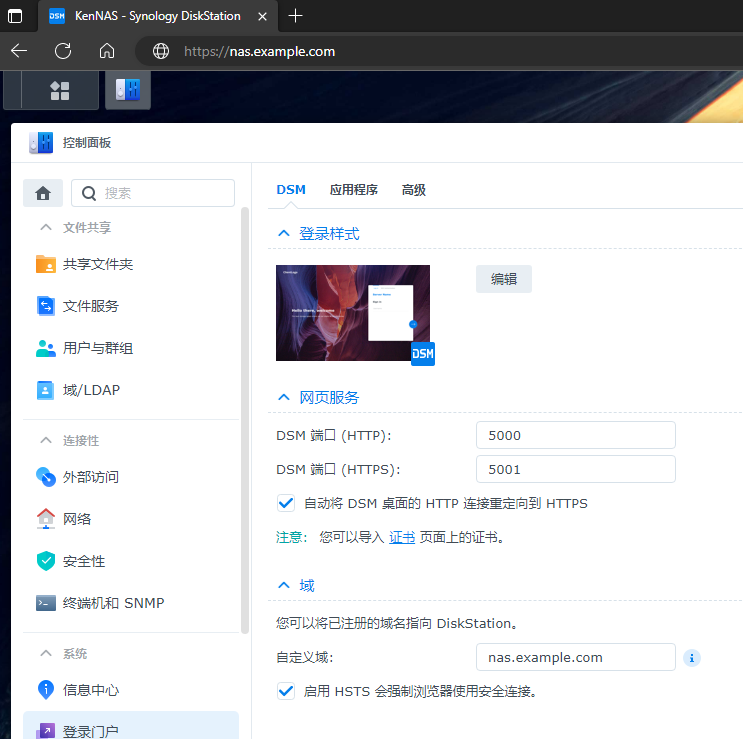 KenNAS - Synology DiskStation
https://nas.example.com
控制面板
搜索
文件共享
共享文件夹
文件服务
用户与群组
域/LDAP
连接性
外部访问
网络
安全性
终端机和 SNMP
系统
信息中心
登录门户
DSM 应用程序 高级
登录样式
Hello there, welcome
DSM
编辑
网页服务
DSM 端口 (HTTP): 5000
DSM 端口 (HTTPS): 5001
自动将 DSM 桌面的 HTTP 连接重定向到 HTTPS
注意: 您可以导入 证书 页面上的证书。
域
您可以将已注册的域名指向 DiskStation。
自定义域: nas.example.com
启用 HSTS 会强制浏览器使用安全连接。